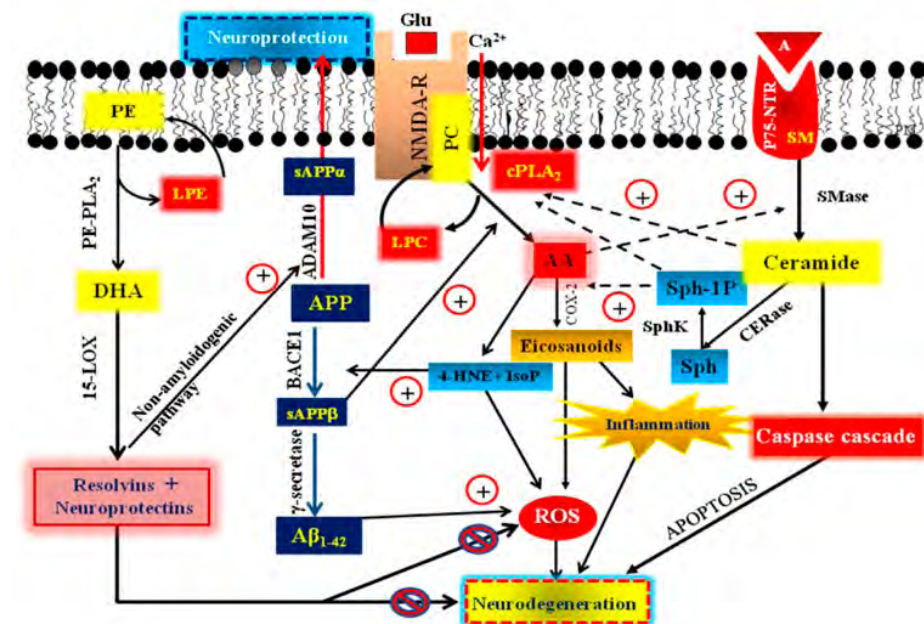 Neuroprotection
Glu
Ca²⁺
A
PE
NMDA-R
PC
P75-NTR
SM
sAPPα
cPLA₂
LPE
PE-PLA₂
+
+
SMase
ADAM10
LPC
AA
Ceramide
DHA
+
APP
COX-2
+
Sph-1P
+
SphK
CERase
Eicosanoids
Sph
15-LOX
Non-amyloidogenic
pathway
BACE1
4-HNE+IsoP
+
sAPPβ
Inflammation
Caspase cascade
γ-secretase
Resolvins +
Neuroprotectins
+
ROS
APOPTOSIS
Aβ₁₋₄₂
Neurodegeneration